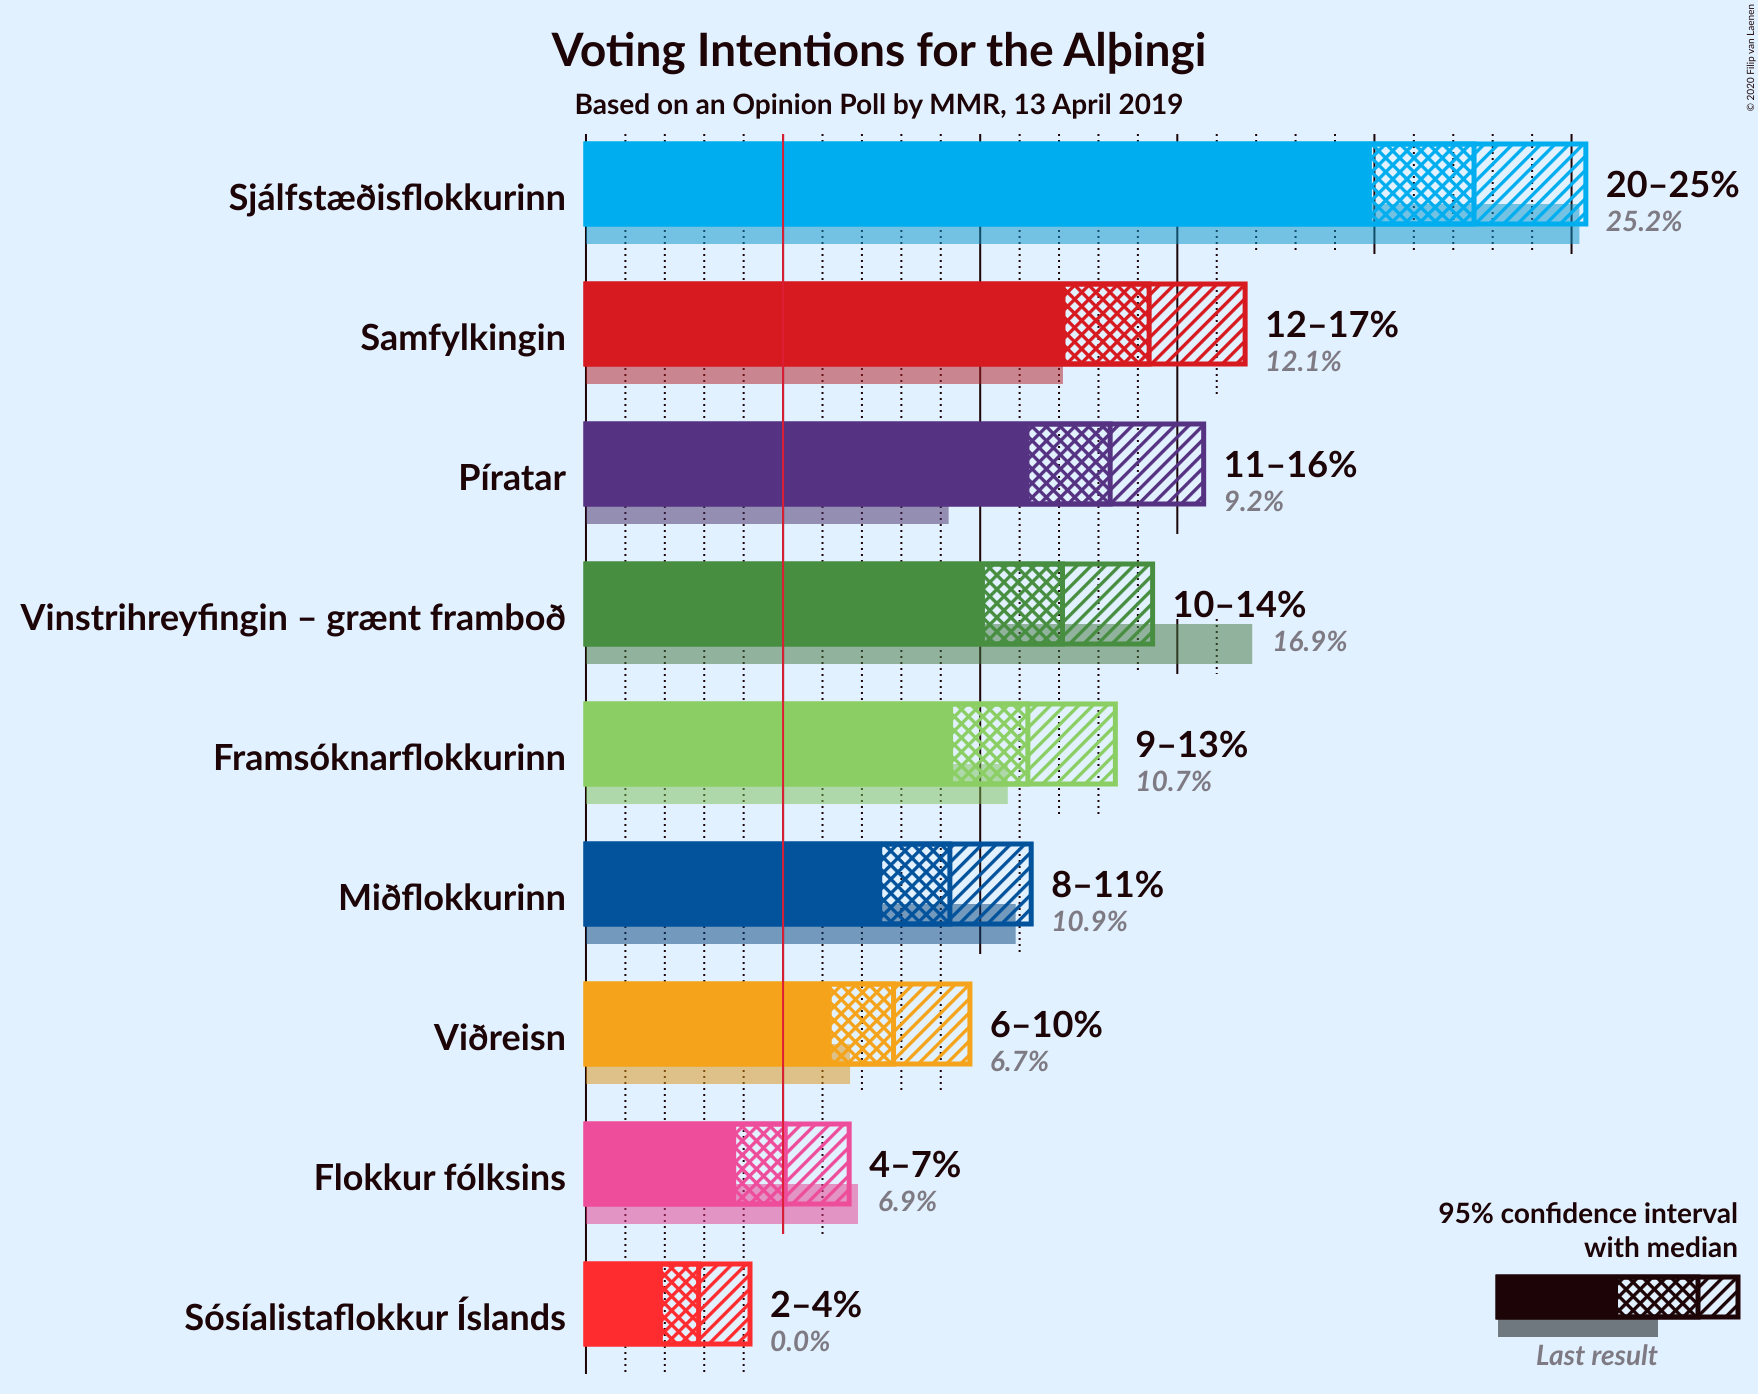 Voting Intentions for the Alþingi
Based on an Opinion Poll by MMR, 13 April 2019
© 2020 Filip van Laenen
Sjálfstæðisflokkurinn
20–25%
25.2%
Samfylkingin
12–17%
12.1%
Píratar
11–16%
9.2%
Vinstrihreyfingin – grænt framboð
10–14%
16.9%
Framsóknarflokkurinn
9–13%
10.7%
Miðflokkurinn
8–11%
10.9%
Viðreisn
6–10%
6.7%
Flokkur fólksins
4–7%
6.9%
Sósíalistaflokkur Íslands
2–4%
0.0%
95% confidence interval
with median
Last result